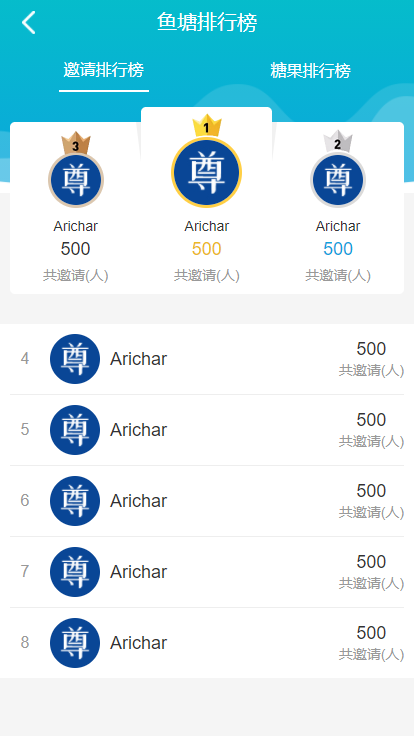 鱼塘排行榜
邀请排行榜 糖果排行榜
3 1 2
尊 尊 尊
Arichar Arichar Arichar
500 500 500
共邀请(人) 共邀请(人) 共邀请(人)
4 尊 Arichar 500
共邀请(人)
5 尊 Arichar 500
共邀请(人)
6 尊 Arichar 500
共邀请(人)
7 尊 Arichar 500
共邀请(人)
8 尊 Arichar 500
共邀请(人)